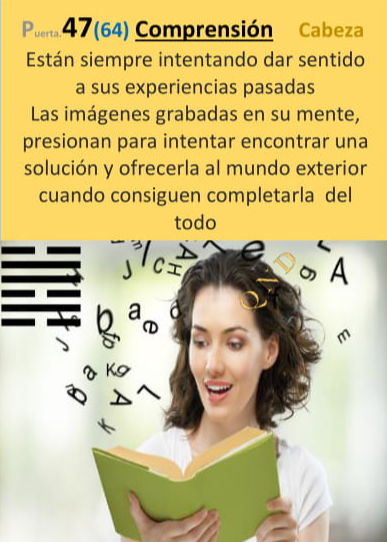 Puerta.47(64) Comprensión Cabeza
Están siempre intentando dar sentido
a sus experiencias pasadas
Las imágenes grabadas en su mente,
presionan para intentar encontrar una
solución y ofrecerla al mundo exterior
cuando consiguen completarla del
todo